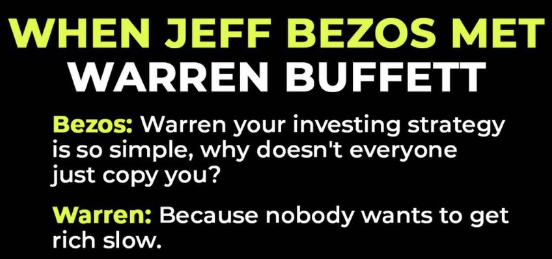 WHEN JEFF BEZOS MET
WARREN BUFFETT
Bezos: Warren your investing strategy
is so simple, why doesn't everyone
just copy you?
Warren: Because nobody wants to get
rich slow.